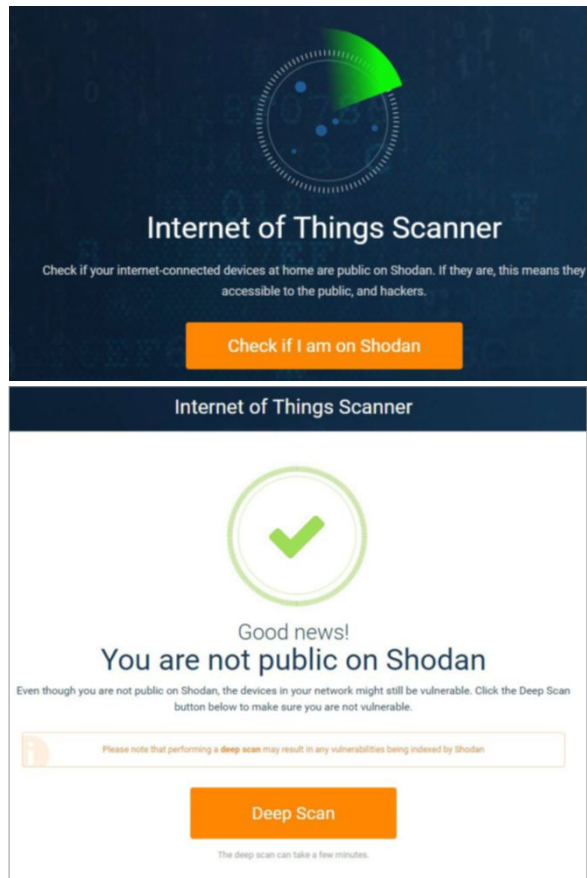 Internet of Things Scanner
Check if your internet-connected devices at home are public on Shodan. If they are, this means they
accessible to the public, and hackers.
Check if I am on Shodan
Internet of Things Scanner
Good news!
You are not public on Shodan
Even though you are not public on Shodan, the devices in your network might still be vulnerable. Click the Deep Scan
button below to make sure you are not vulnerable.
Please note that performing a deep scan may result in any vulnerabilities being indexed by Shodan
Deep Scan
The deep scan can take a few minutes.